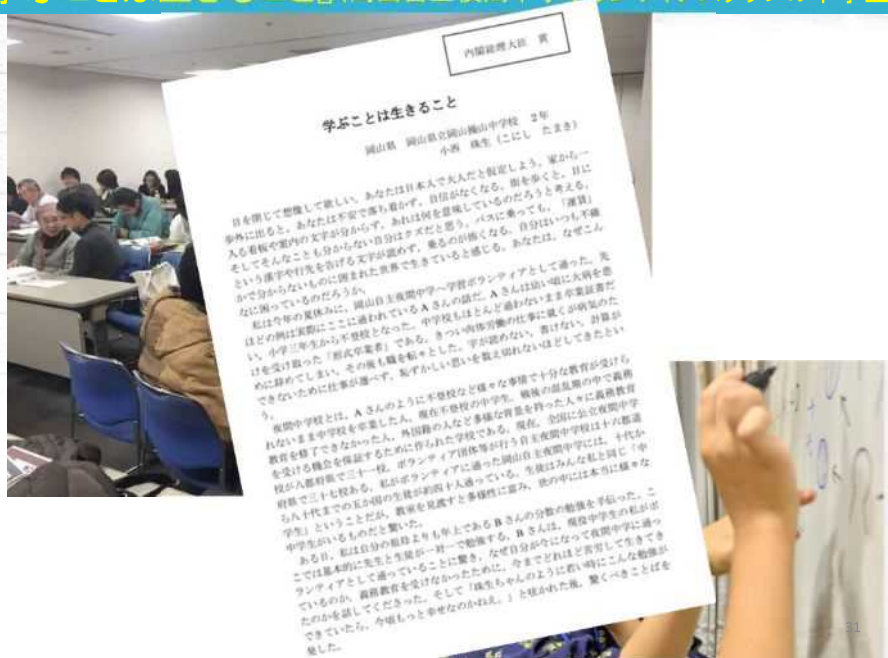 内閣総理大臣 賞
学ぶことは生きること
岡山県 岡山県立岡山操山中学校 2年
小西 珠生(こにし たまき)
目を閉じて想像して欲しい。あなたは日本人で大人だと仮定しよう。家から一
歩外に出ると、あなたは不安で落ち着かず、自信がなくなる。街を歩くと、目に
入る看板や案内の文字が分からず、あれは何を意味しているのだろうと考える。
そしてそんなことも分からない自分はクズだと思う。バスに乗っても、「運賃」
という漢字や行先を告げる文字が読めず、乗るのが怖くなる。自分はいつも不確
かで分からないものに囲まれた世界で生きていると感じる。あなたは、なぜこん
なに困っているのだろうか。
私は今年の夏休みに、岡山自主夜間中学へ学習ボランティアとして通った。先
ほどの例は実際にここに通われているAさんの話だ。Aさんは幼い頃に大病を患
い、小学三年生から不登校となった。中学校もほとんど通わないまま卒業証書だ
けを受け取った「形式卒業者」である。きつい肉体労働の仕事に就くが病気のた
めに辞めてしまい、その後も職を転々とした。字が読めない、書けない、計算が
できないために仕事が選べず、恥ずかしい思いを数え切れないほどしてきたとい
う。
夜間中学校とは、Aさんのように不登校など様々な事情で十分な教育が受けら
れないまま中学校を卒業した人、現在不登校の中学生、戦後の混乱期の中で義務
教育を修了できなかった人、外国籍の人など多様な背景を持った人々に義務教育
を受ける機会を保証するために作られた学校である。現在、全国に公立夜間中学
校が八都府県で三十一校、ボランティア団体等が行う自主夜間中学校は十六都道
府県で三十七校ある。私がボランティアに通った岡山自主夜間中学には、十代か
ら八十代までの五か国の生徒が約四十人通っている。生徒はみんな私と同じ「中
学生」ということだが、教室を見渡すと多様性に富み、世の中には本当に様々な
中学生がいるものだと驚いた。
ある日、私は自分の祖母よりも年上であるBさんの分数の勉強を手伝った。こ
こでは基本的に先生と生徒が一対一で勉強する。Bさんは、現役中学生の私がボ
ランティアとして通っていることに驚き、なぜ自分が今になって夜間中学に通っ
ているのか、義務教育を受けなかったために、今までどれほど苦労して生きてき
たのかを話してくださった。そして「珠生ちゃんのように若い時にこんな勉強が
できていたら、今頃もっと幸せなのかねえ。」と呟かれた後、驚くべきことばを
発した。
31